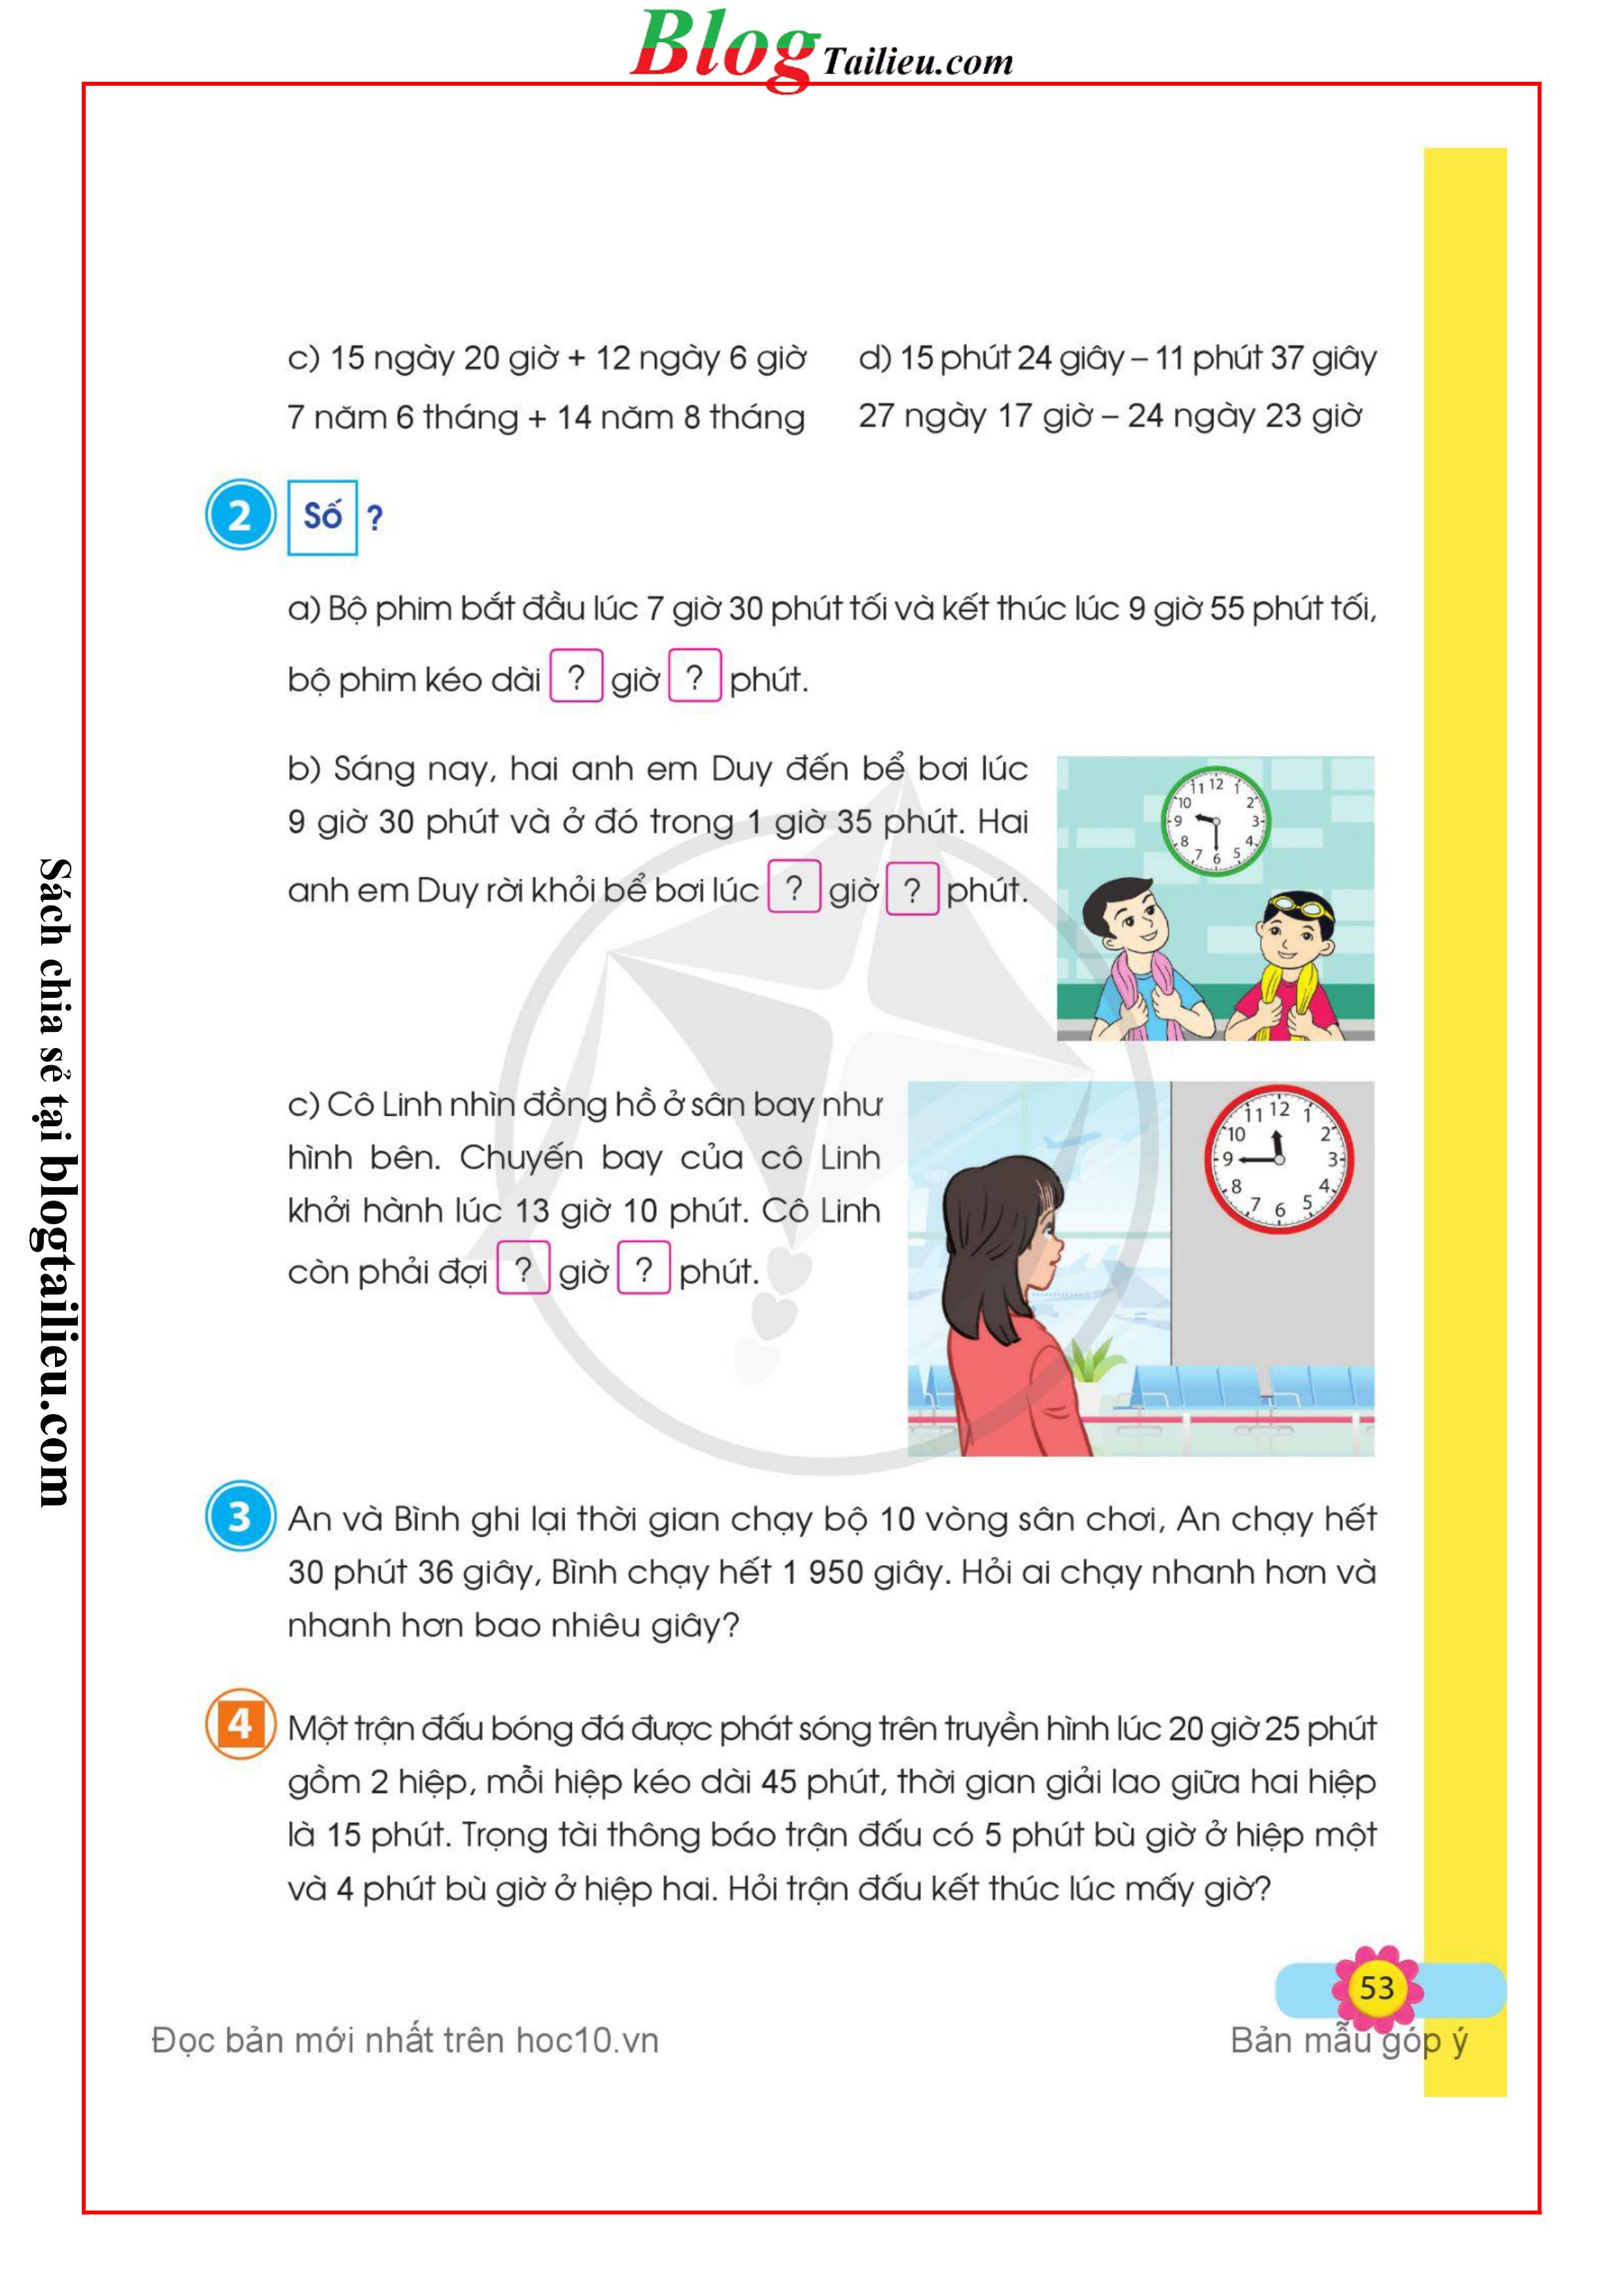 Blog Tailieu.com
c) 15 ngày 20 giờ + 12 ngày 6 giờ
d) 15 phút 24 giây – 11 phút 37 giây
7 năm 6 tháng + 14 năm 8 tháng
27 ngày 17 giờ – 24 ngày 23 giờ
2 Số ?
a) Bộ phim bắt đầu lúc 7 giờ 30 phút tối và kết thúc lúc 9 giờ 55 phút tối,
bộ phim kéo dài ? giờ ? phút.
b) Sáng nay, hai anh em Duy đến bể bơi lúc
9 giờ 30 phút và ở đó trong 1 giờ 35 phút. Hai
anh em Duy rời khỏi bể bơi lúc ? giờ ? phút.
12 1 2 3 4 5 6 7 8 9 10 11
c) Cô Linh nhìn đồng hồ ở sân bay như
hình bên. Chuyến bay của cô Linh
khởi hành lúc 13 giờ 10 phút. Cô Linh
còn phải đợi ? giờ ? phút.
12 1 2 3 4 5 6 7 8 9 10 11
3 An và Bình ghi lại thời gian chạy bộ 10 vòng sân chơi, An chạy hết
30 phút 36 giây, Bình chạy hết 1 950 giây. Hỏi ai chạy nhanh hơn và
nhanh hơn bao nhiêu giây?
4 Một trận đấu bóng đá được phát sóng trên truyền hình lúc 20 giờ 25 phút
gồm 2 hiệp, mỗi hiệp kéo dài 45 phút, thời gian giải lao giữa hai hiệp
là 15 phút. Trọng tài thông báo trận đấu có 5 phút bù giờ ở hiệp một
và 4 phút bù giờ ở hiệp hai. Hỏi trận đấu kết thúc lúc mấy giờ?
53
Đọc bản mới nhất trên hoc10.vn
Bản mẫu góp ý
Sách chia sẻ tại blogtailieu.com